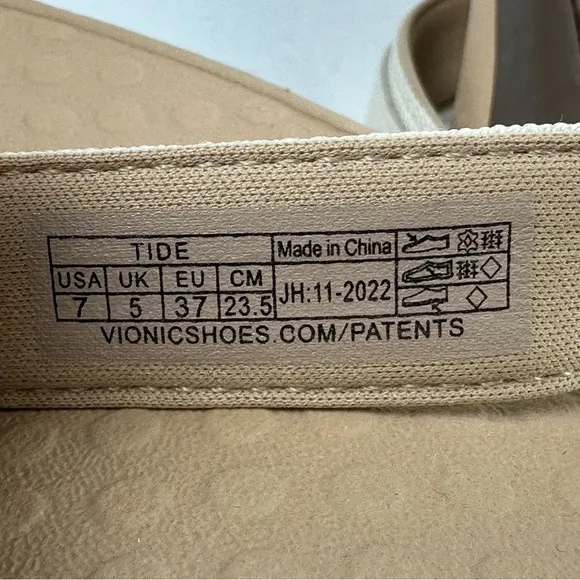 TIDE Made in China
USA UK EU CM
7 5 37 23.5 JH:11-2022
VIONICSHOES.COM/PATENTS